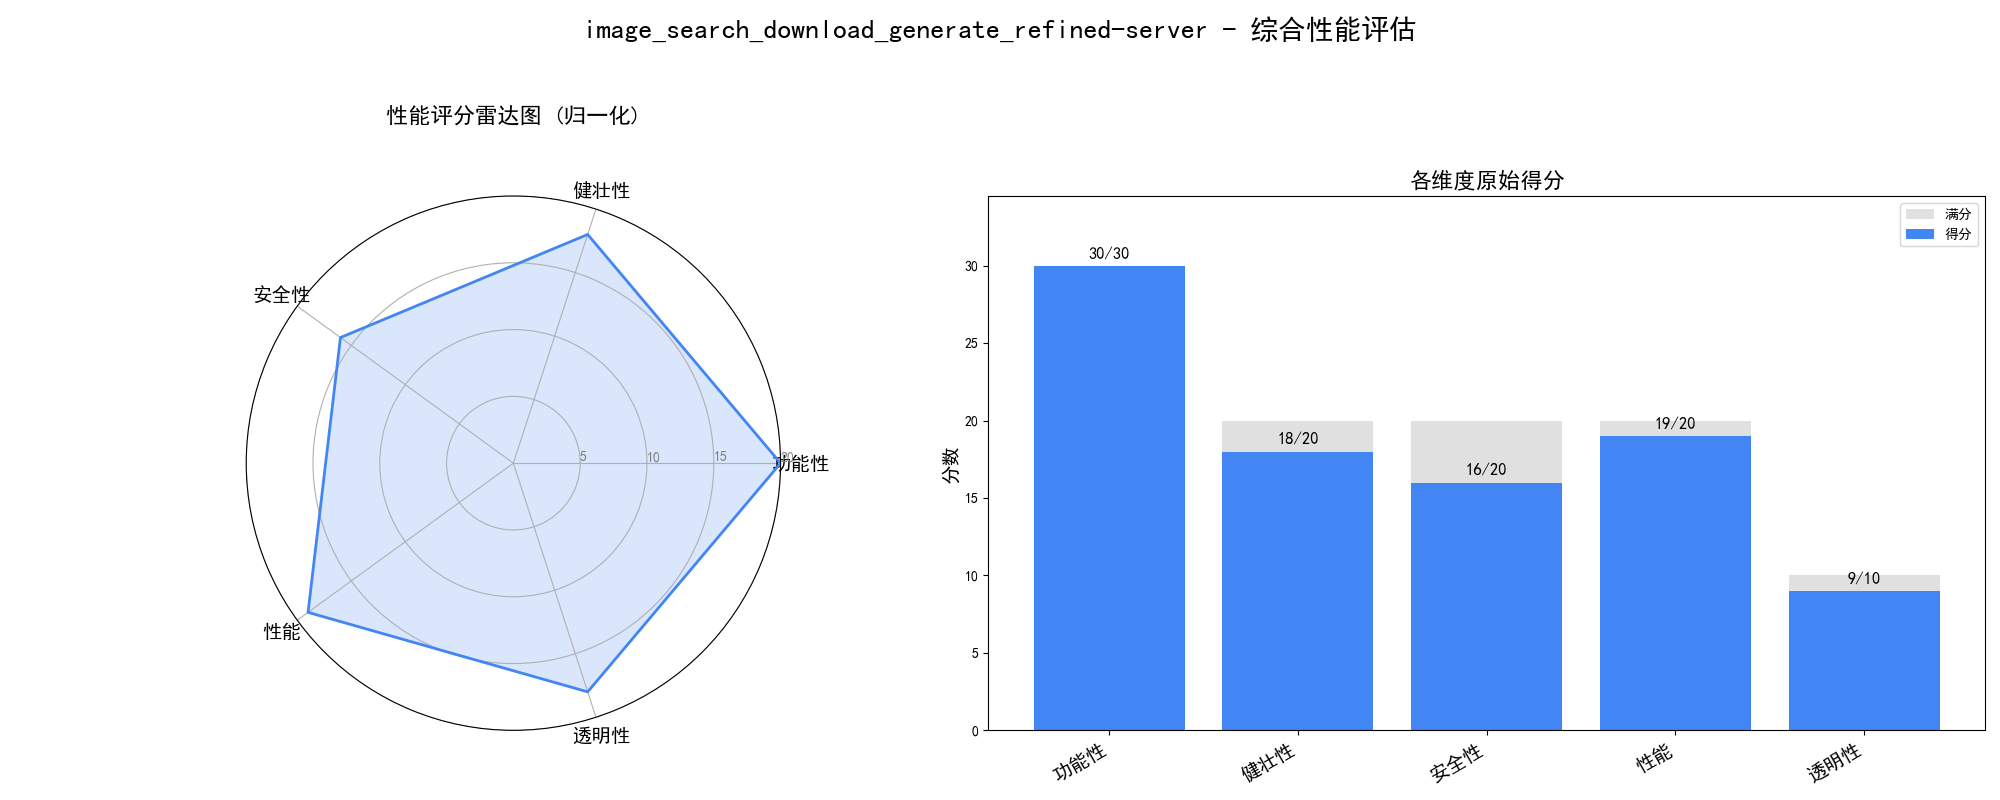 image_search_download_generate_refined-server - 综合性能评估
性能评分雷达图 (归一化)
健壮性
安全性
功能性
性能
透明性
5
10
15
20
各维度原始得分
满分
得分
分数
30
25
20
15
10
5
0
30/30
18/20
16/20
19/20
9/10
功能性
健壮性
安全性
性能
透明性